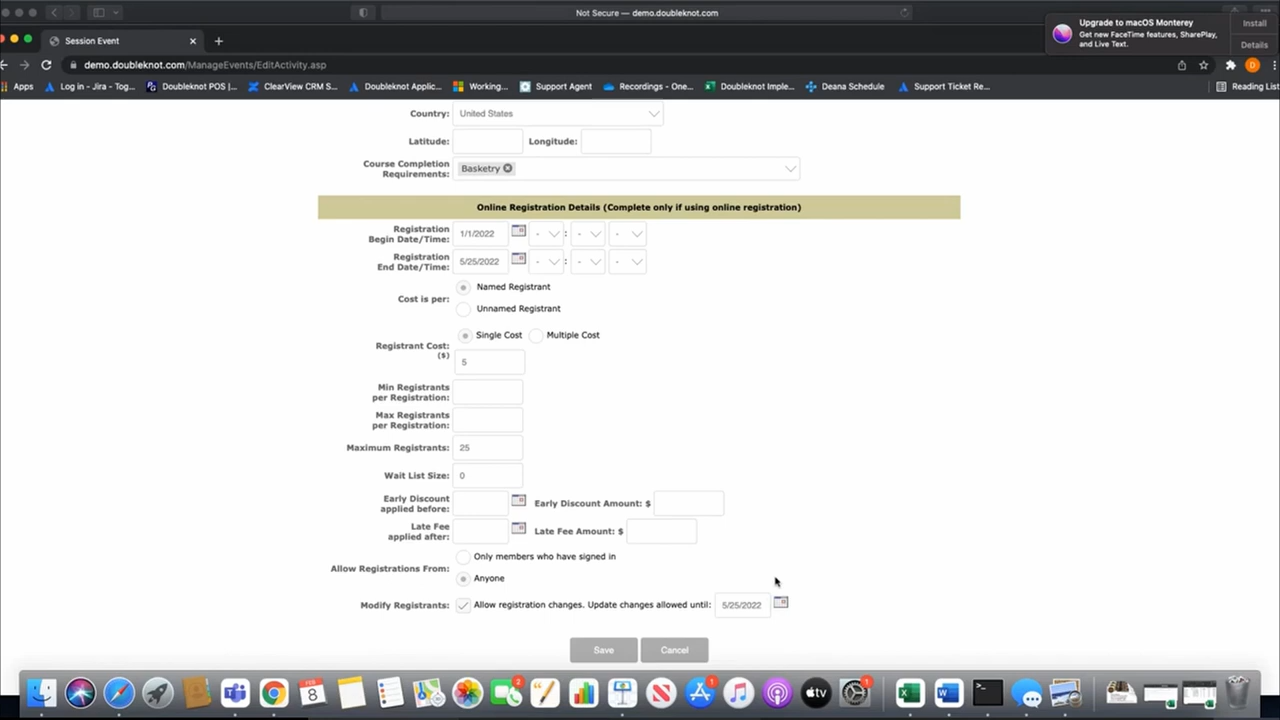 Not Secure — demo.doubleknot.com
Upgrade to macOS Monterey
Get new FaceTime features, SharePlay,
and Live Text.
Install
Details
Session Event
demo.doubleknot.com/ManageEvents/EditActivity.asp
Apps
Log in - Jira - Tog...
Doubleknot POS |...
ClearView CRM S...
Doubleknot Applic...
Working...
Support Agent
Recordings - One...
Doubleknot Imple...
Deana Schedule
Support Ticket Re...
Reading List
Country: United States
Latitude: Longitude:
Course Completion
Requirements: Basketry
Online Registration Details (Complete only if using online registration)
Registration
Begin Date/Time: 1/1/2022 - : - -
Registration
End Date/Time: 5/25/2022 - : - -
Cost is per: Named Registrant
Unnamed Registrant
Registrant Cost:
($)
Single Cost Multiple Cost
5
Min Registrants
per Registration:
Max Registrants
per Registration:
Maximum Registrants: 25
Wait List Size: 0
Early Discount
applied before: Early Discount Amount: $
Late Fee
applied after: Late Fee Amount: $
Allow Registrations From: Only members who have signed in
Anyone
Modify Registrants: Allow registration changes. Update changes allowed until: 5/25/2022
Save Cancel
FEB
8
2
1
tv
1